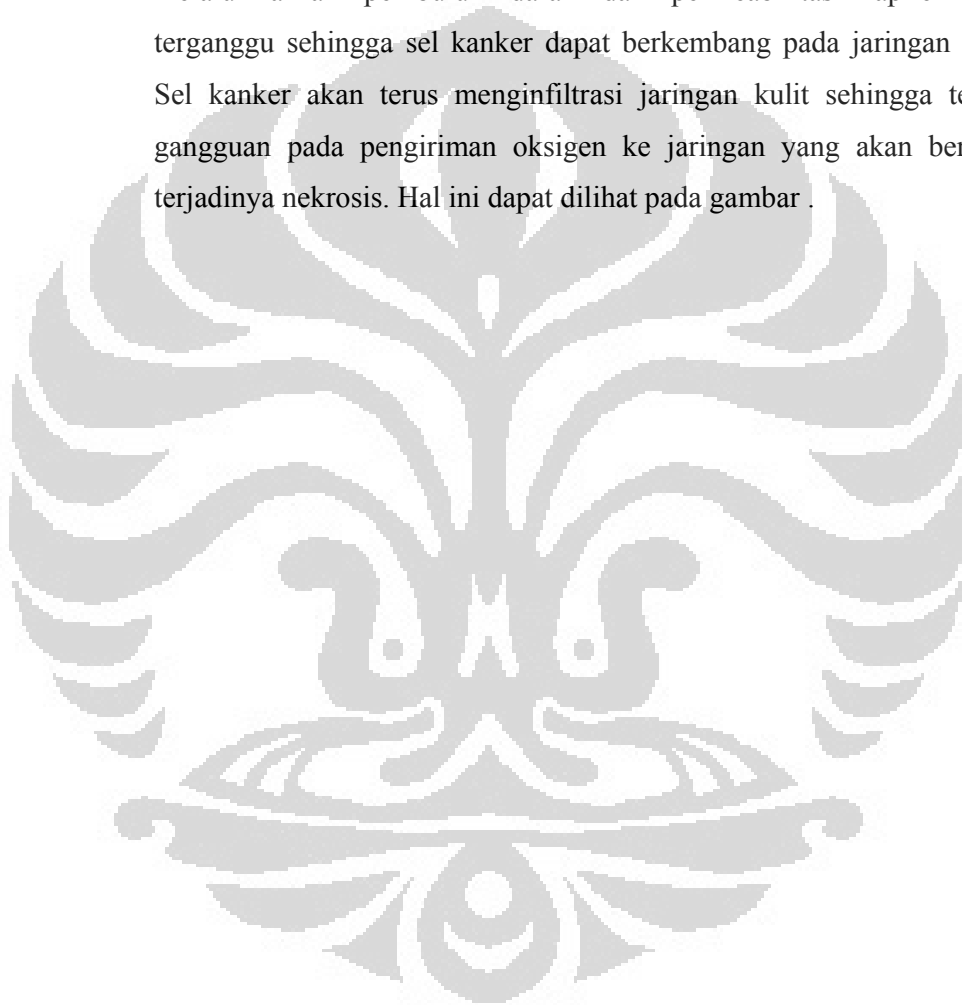 terganggu sehingga sel kanker dapat berkembang pada jaringan
Sel kanker akan terus menginfiltrasi jaringan kulit sehingga te
gangguan pada pengiriman oksigen ke jaringan yang akan ber
terjadinya nekrosis. Hal ini dapat dilihat pada gambar .